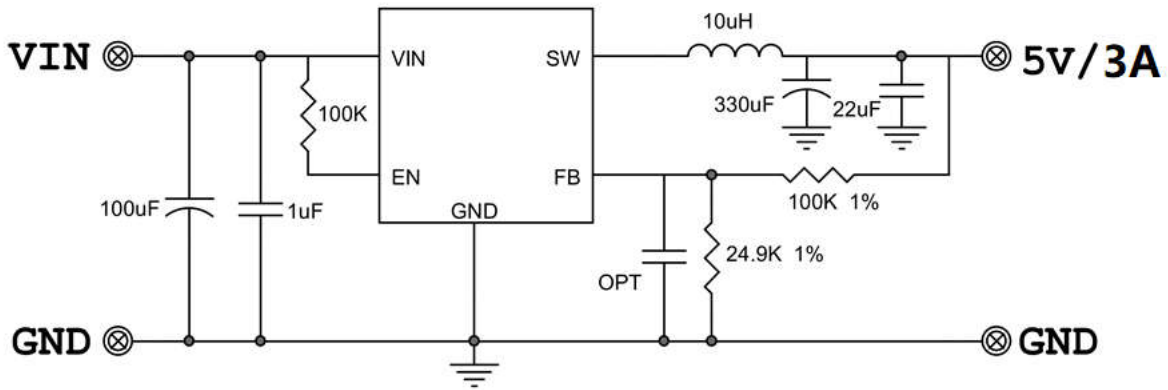 10uH
VIN VIN SW 5V/3A
100K 330uF 22uF
EN FB
100K 1%
100uF 1uF GND
24.9K 1%
OPT
GND GND